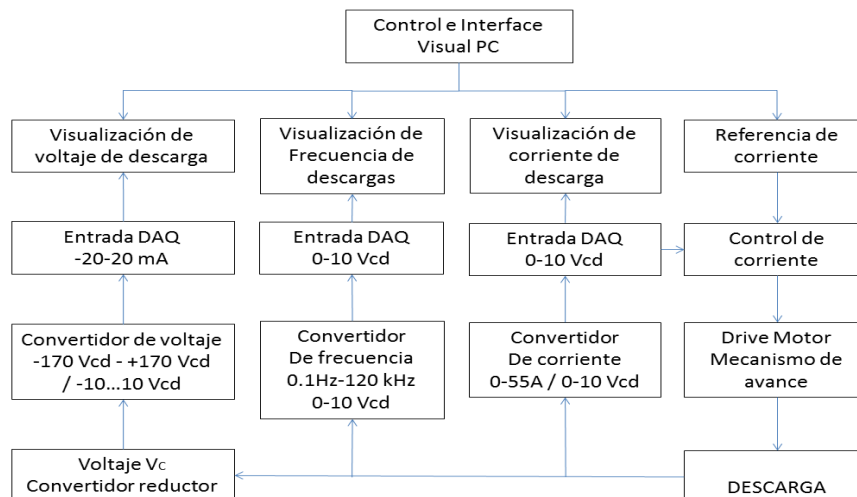 Control e Interface
Visual PC
Visualización de
voltaje de descarga
Visualización de
Frecuencia de
descargas
Visualización de
corriente de
descarga
Referencia de
corriente
Entrada DAQ
-20-20 mA
Entrada DAQ
0-10 Vcd
Entrada DAQ
0-10 Vcd
Control de
corriente
Convertidor de voltaje
-170 Vcd - +170 Vcd
/ -10...10 Vcd
Convertidor
De frecuencia
0.1Hz-120 kHz
0-10 Vcd
Convertidor
De corriente
0-55A / 0-10 Vcd
Drive Motor
Mecanismo de
avance
Voltaje Vc
Convertidor reductor
DESCARGA